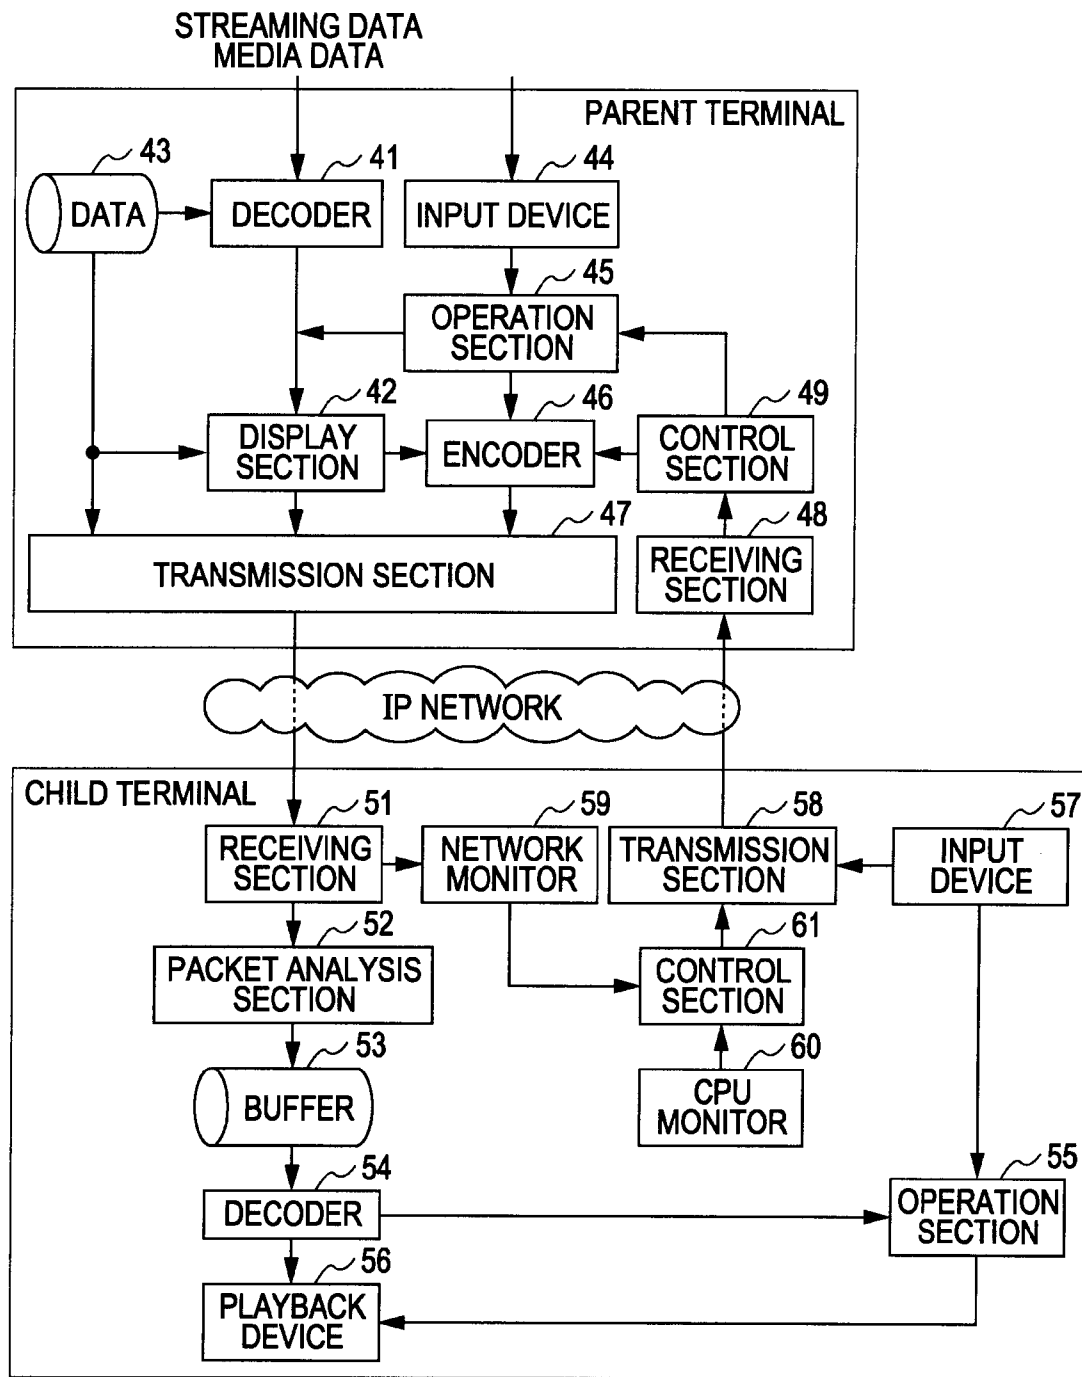 STREAMING DATA
MEDIA DATA
PARENT TERMINAL
43
41
44
DATA
DECODER
INPUT DEVICE
45
OPERATION
SECTION
42
46
49
DISPLAY
SECTION
ENCODER
CONTROL
SECTION
47
48
TRANSMISSION SECTION
RECEIVING
SECTION
IP NETWORK
CHILD TERMINAL
51
59
58
57
RECEIVING
SECTION
NETWORK
MONITOR
TRANSMISSION
SECTION
INPUT
DEVICE
52
61
PACKET ANALYSIS
SECTION
CONTROL
SECTION
53
60
BUFFER
CPU
MONITOR
54
55
DECODER
OPERATION
SECTION
56
PLAYBACK
DEVICE